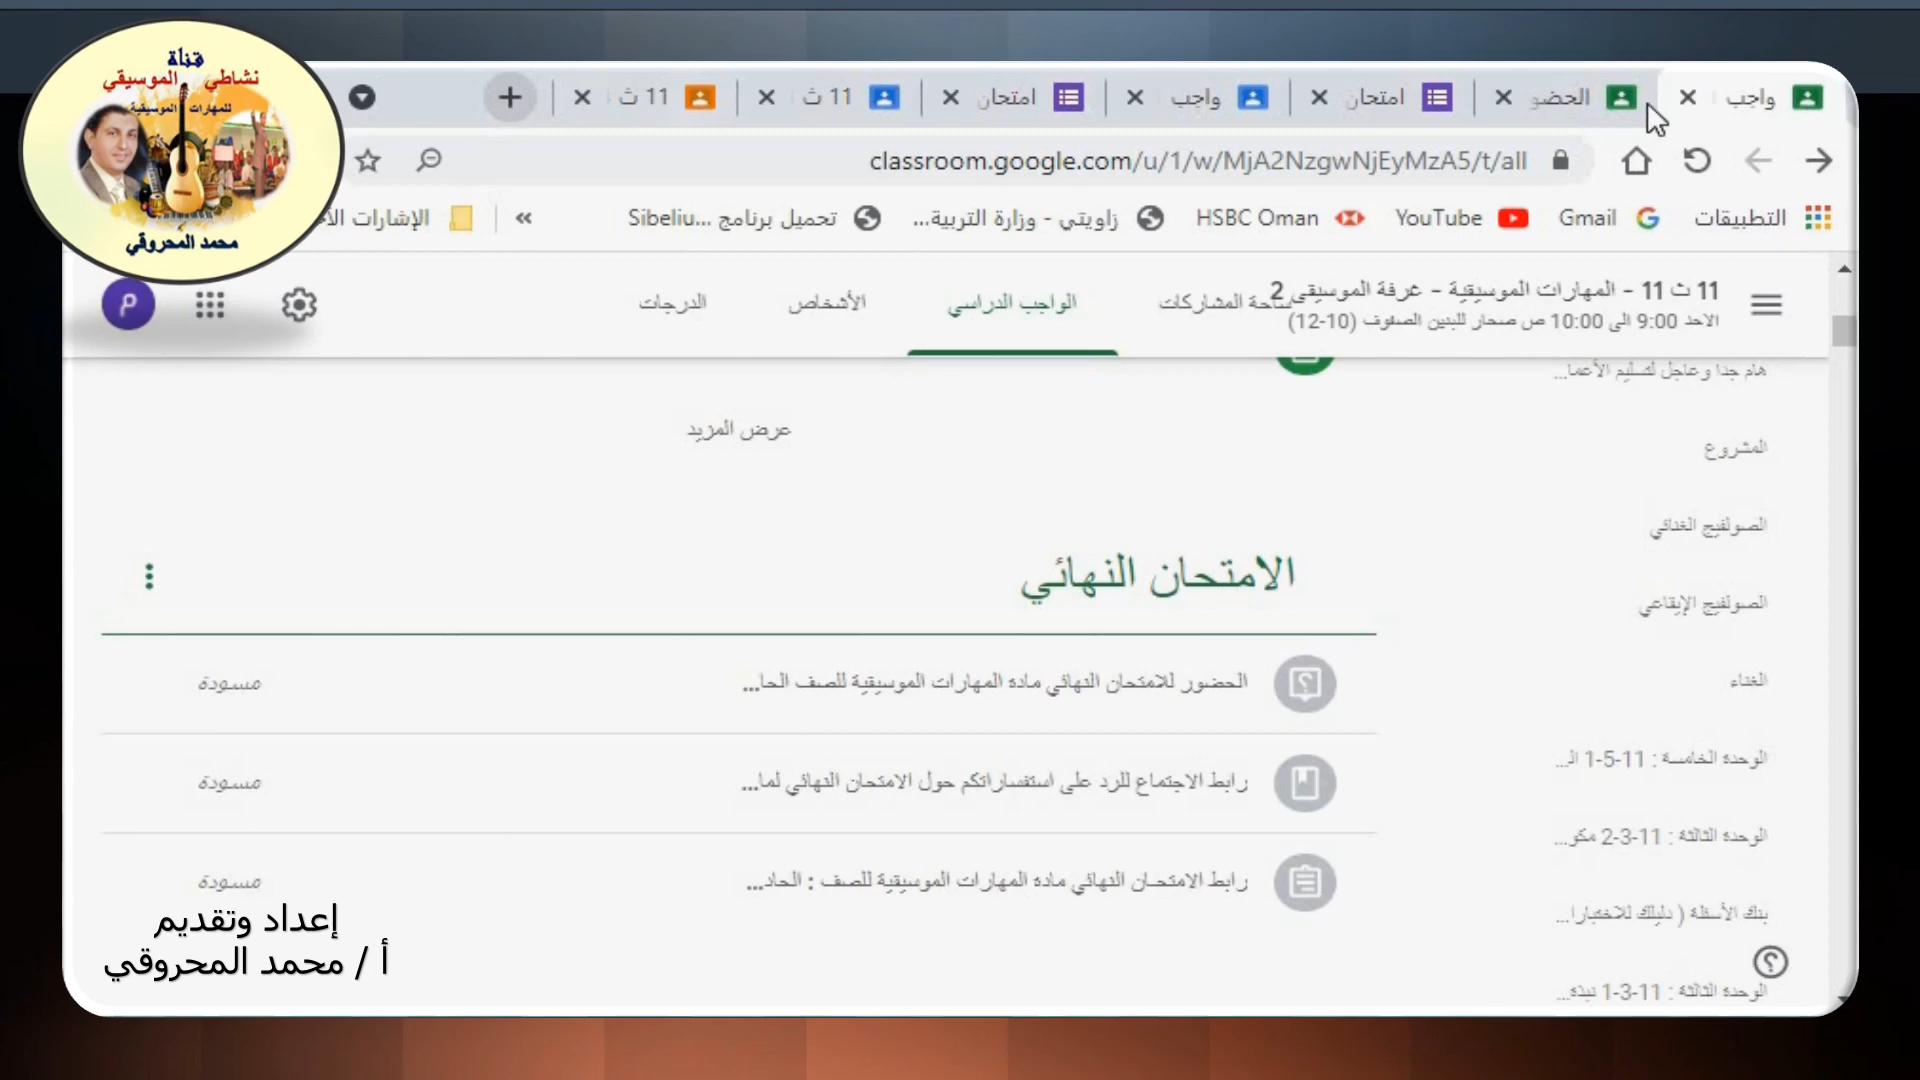 قناة
نشاطي الموسيقي
للمهارات الموسيقية
محمد المحروقي
واجب
الحضو
امتحان
واجب
امتحان
11 ث
11 ث
classroom.google.com/u/1/w/MjA2NzgwNjEyMzA5/t/all
التطبيقات
Gmail
YouTube
HSBC Oman
زاويتي - وزارة التربية...
تحميل برنامج ...Sibeliu
الإشارات
11 ث 11 - المهارات الموسيقية - غرفة الموسيقى 2
الاحد 9:00 الى 10:00 ص صحار للبنين الصفوف (10-12)
ساحة المشاركات
الواجب الدراسي
الأشخاص
الدرجات
م
هام جدا وعاجل لتسليم الأعما...
المشروع
الصولفيج الغنائي
الصولفيج الإيقاعي
الغناء
الوحدة الخامسة : 11-5-1 ال...
الوحدة الثالثة : 11-3-2 مكو...
بنك الأسئلة ( دليلك للاختبارا...
الوحدة الثالثة : 11-3-1 نبذة...
عرض المزيد
الامتحان النهائي
الحضور للامتحان النهائي مادة المهارات الموسيقية للصف الحا...
مسودة
رابط الاجتماع للرد على استفساراتكم حول الامتحان النهائي لما...
مسودة
رابط الامتحان النهائي مادة المهارات الموسيقية للصف : الحاد...
مسودة
إعداد وتقديم
أ / محمد المحروقي